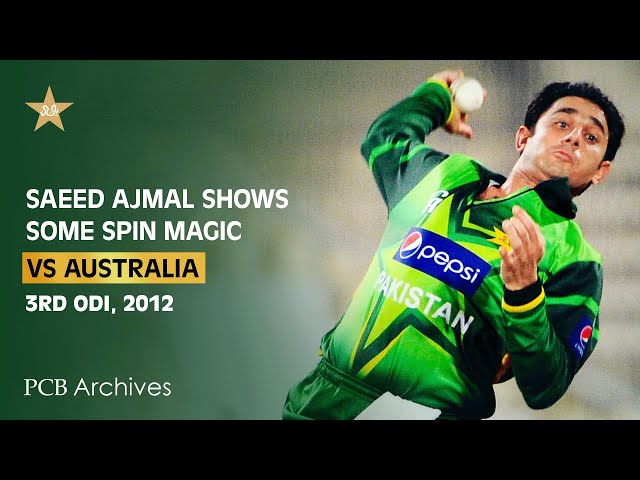 SAEED AJMAL SHOWS
SOME SPIN MAGIC
VS AUSTRALIA
3RD ODI, 2012
PCB Archives
pepsi
PAKISTAN